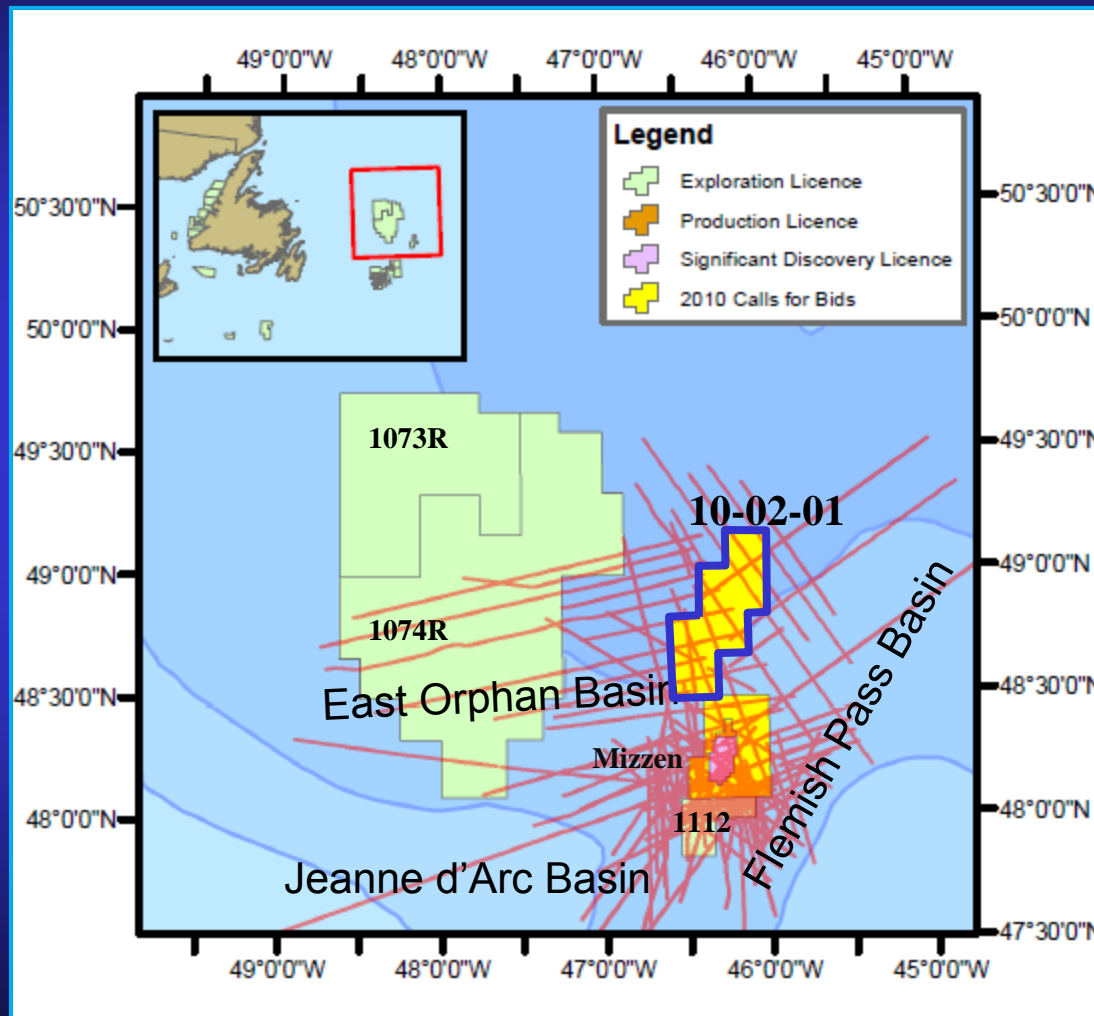 49°0'0"W 48°0'0"W 47°0'0"W 46°0'0"W 45°0'0"W
Legend
Exploration Licence
Production Licence
Significant Discovery Licence
2010 Calls for Bids
50°30'0"N 50°30'0"N
50°0'0"N 50°0'0"N
49°30'0"N 49°30'0"N
49°0'0"N 49°0'0"N
48°30'0"N 48°30'0"N
48°0'0"N 48°0'0"N
47°30'0"N
1073R
10-02-01
1074R
East Orphan Basin
Flemish Pass Basin
Mizzen
1112
Jeanne d'Arc Basin
49°0'0"W 48°0'0"W 47°0'0"W 46°0'0"W 45°0'0"W